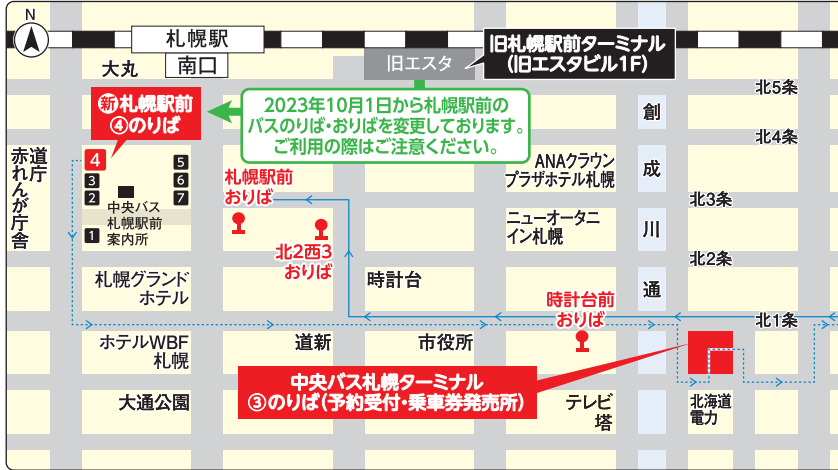 N
札幌駅
南口
大丸
旧エスタ
旧札幌駅前ターミナル
(旧エスタビル1F)
新札幌駅前
④のりば
2023年10月1日から札幌駅前の
バスのりば・おりばを変更しております。
ご利用の際はご注意ください。
北5条
北4条
北3条
北2条
北1条
創成川通
道庁
赤れんが庁舎
4
3
2
1
5
6
7
中央バス
札幌駅前
案内所
札幌駅前
おりば
北2西3
おりば
ANAクラウン
プラザホテル札幌
ニューオータニ
イン札幌
札幌グランド
ホテル
時計台
時計台前
おりば
ホテルWBF
札幌
道新
市役所
中央バス札幌ターミナル
③のりば(予約受付・乗車券発売所)
大通公園
テレビ
塔
北海道
電力